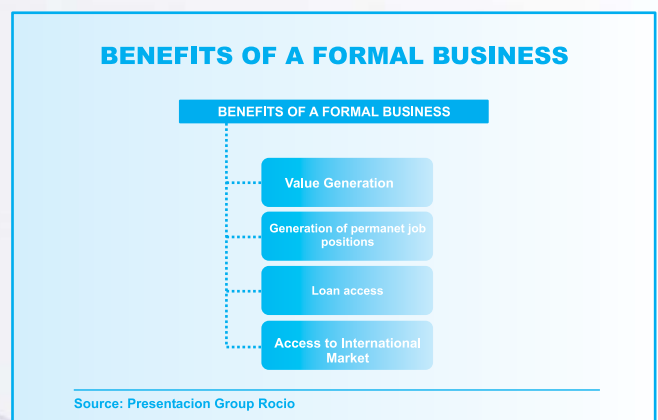 BENEFITS OF A FORMAL BUSINESS
BENEFITS OF A FORMAL BUSINESS
Value Generation
Generation of permanet job
positions
Loan access
Access to International
Market
Source: Presentacion Group Rocio